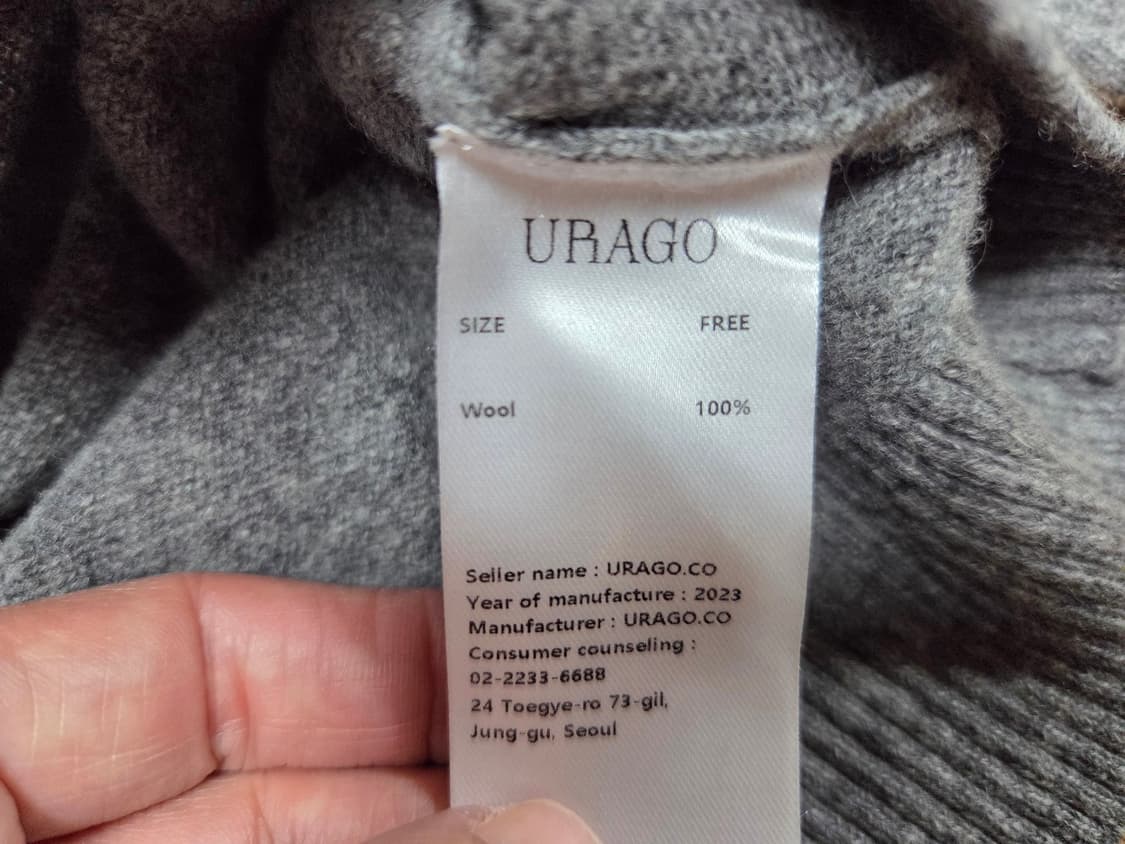 URAGO
SIZE FREE
Wool 100%
Seller name : URAGO.CO
Year of manufacture : 2023
Manufacturer : URAGO.CO
Consumer counseling :
02-2233-6688
24 Toegye-ro 73-gil,
Jung-gu, Seoul